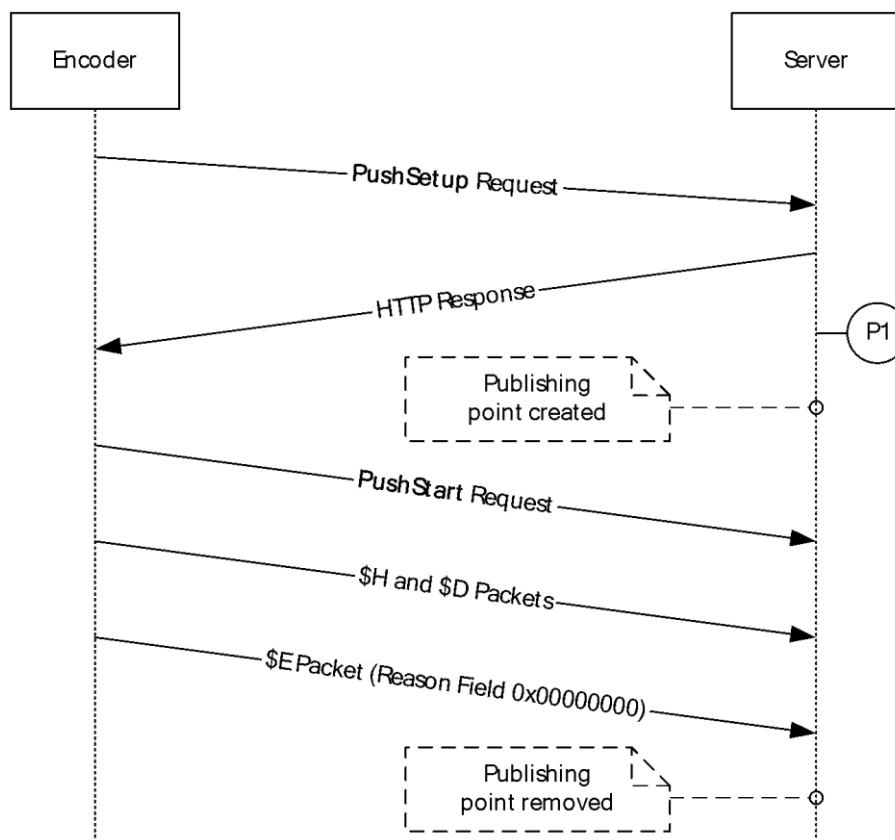 Encoder
Server
PushSetup Request
HTTP Response
P1
Publishing
point created
PushStart Request
$H and $D Packets
$E Packet (Reason Field 0x00000000)
Publishing
point removed